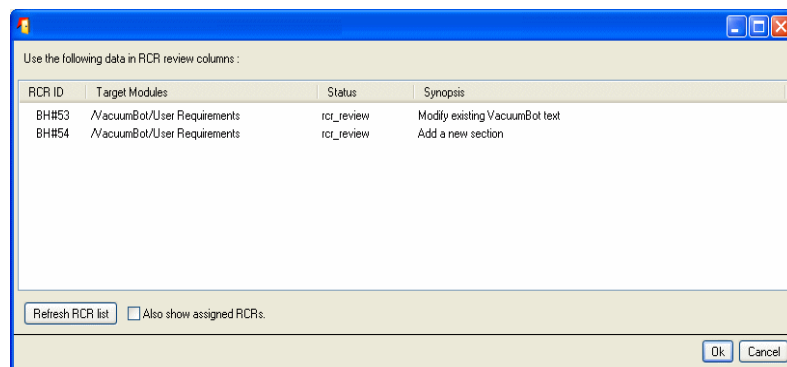 Use the following data in RCR review columns :
RCR ID Target Modules Status Synopsis
BH#53 /VacuumBot/User Requirements rcr_review Modify existing VacuumBot text
BH#54 /VacuumBot/User Requirements rcr_review Add a new section
Refresh RCR list Also show assigned RCRs.
Ok Cancel